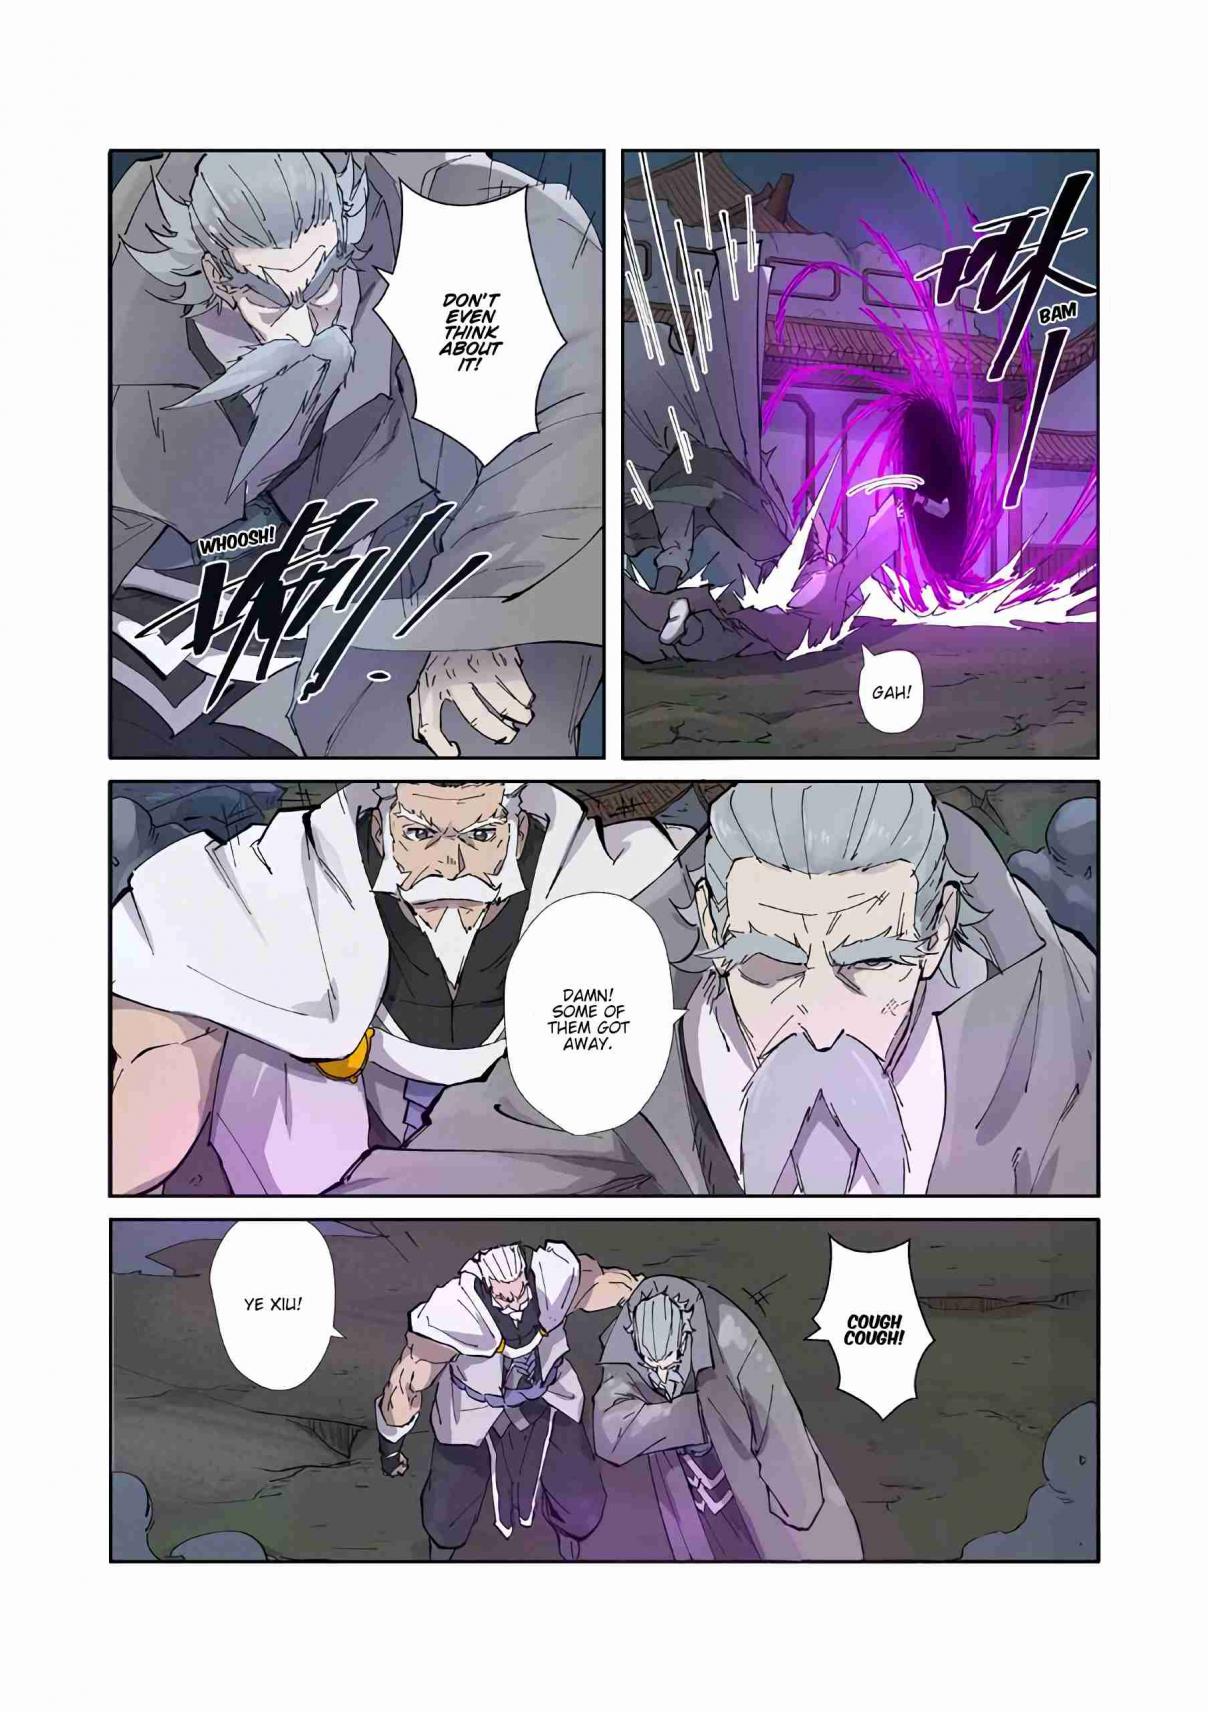 DON'T
EVEN
THINK
ABOUT
IT!
WHOOSH!
BAM
GAH!
DAMN!
SOME OF
THEM GOT
AWAY.
YE XIU!
COUGH
COUGH!